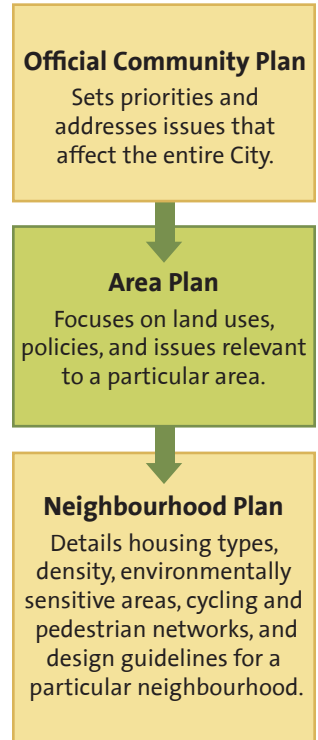 Official Community Plan
Sets priorities and
addresses issues that
affect the entire City.
Area Plan
Focuses on land uses,
policies, and issues relevant
to a particular area.
Neighbourhood Plan
Details housing types,
density, environmentally
sensitive areas, cycling and
pedestrian networks, and
design guidelines for a
particular neighbourhood.